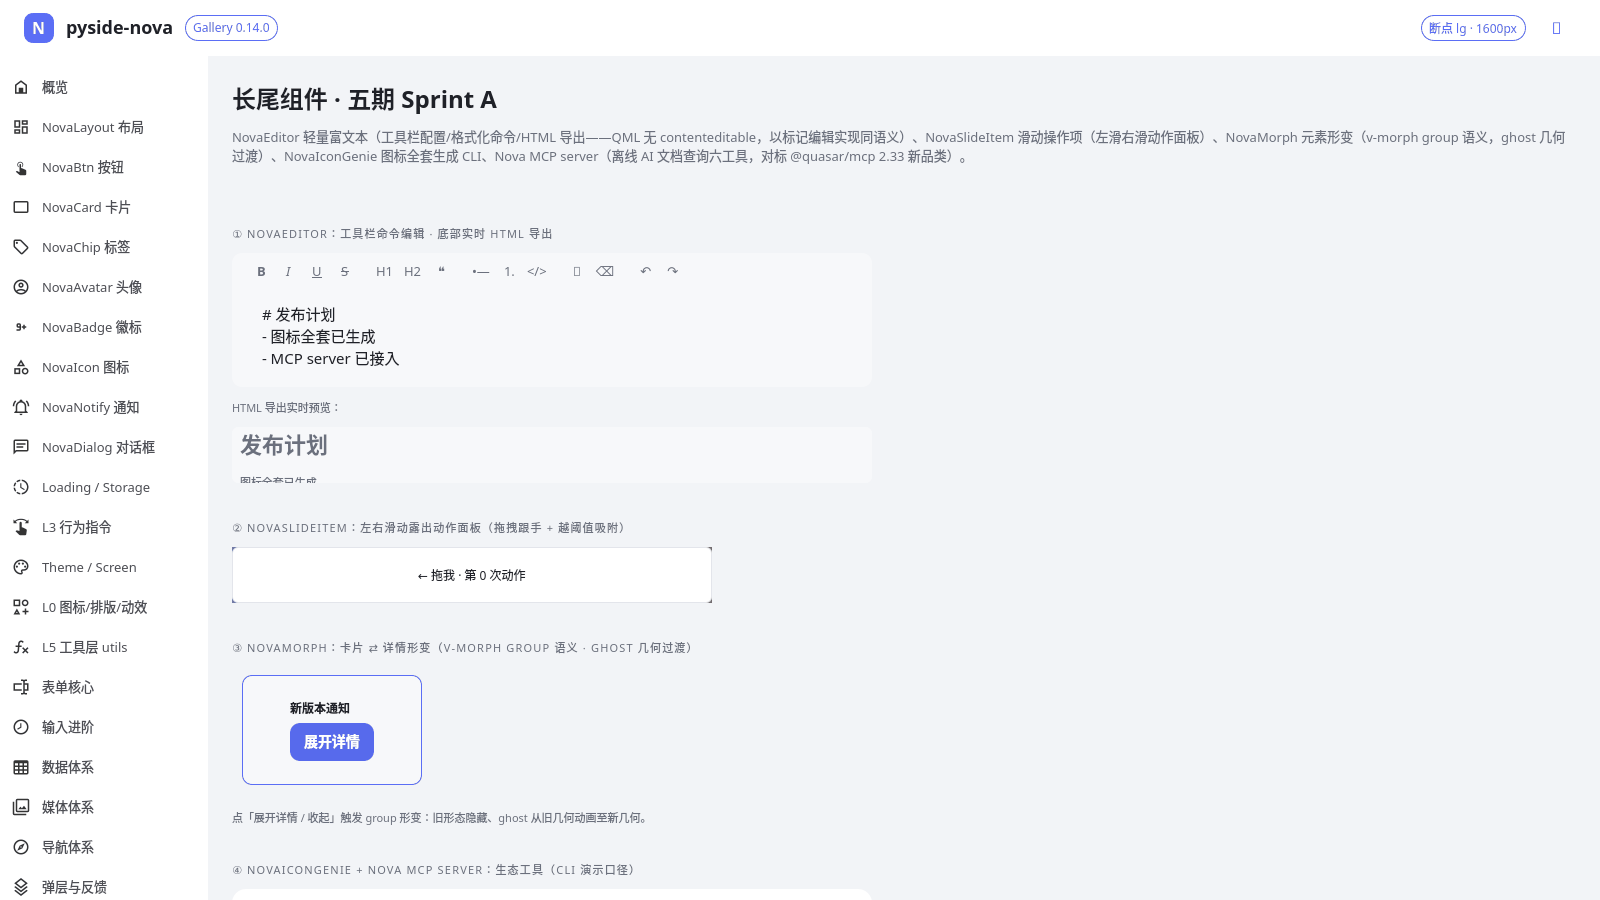 N pyside-nova Gallery 0.14.0 断点 lg · 1600px
概览
NovaLayout 布局
NovaBtn 按钮
NovaCard 卡片
NovaChip 标签
NovaAvatar 头像
9+ NovaBadge 徽标
NovaIcon 图标
NovaNotify 通知
NovaDialog 对话框
Loading / Storage
L3 行为指令
Theme / Screen
L0 图标/排版/动效
L5 工具层 utils
表单核心
输入进阶
数据体系
媒体体系
导航体系
弹层与反馈
长尾组件 · 五期 Sprint A
NovaEditor 轻量富文本（工具栏配置/格式化命令/HTML 导出——QML 无 contenteditable，以标记编辑实现同语义）、NovaSlideItem 滑动操作项（左滑右滑动作面板）、NovaMorph 元素形变（v-morph group 语义，ghost 几何
过渡）、NovaIconGenie 图标全套生成 CLI、Nova MCP server（离线 AI 文档查询六工具，对标 @quasar/mcp 2.33 新品类）。
① NOVAEDITOR：工具栏命令编辑 · 底部实时 HTML 导出
B I U S H1 H2 ❝ •— 1. </> ⌫ ↶ ↷
# 发布计划
- 图标全套已生成
- MCP server 已接入
HTML 导出实时预览：
发布计划
图标全套已生成
② NOVASLIDEITEM：左右滑动露出动作面板（拖拽跟手 + 越阈值吸附）
← 拖我 · 第 0 次动作
③ NOVAMORPH：卡片 ⇄ 详情形变（V-MORPH GROUP 语义 · GHOST 几何过渡）
新版本通知
展开详情
点「展开详情 / 收起」触发 group 形变：旧形态隐藏、ghost 从旧几何动画至新几何。
④ NOVAICONGENIE + NOVA MCP SERVER：生态工具（CLI 演示口径）